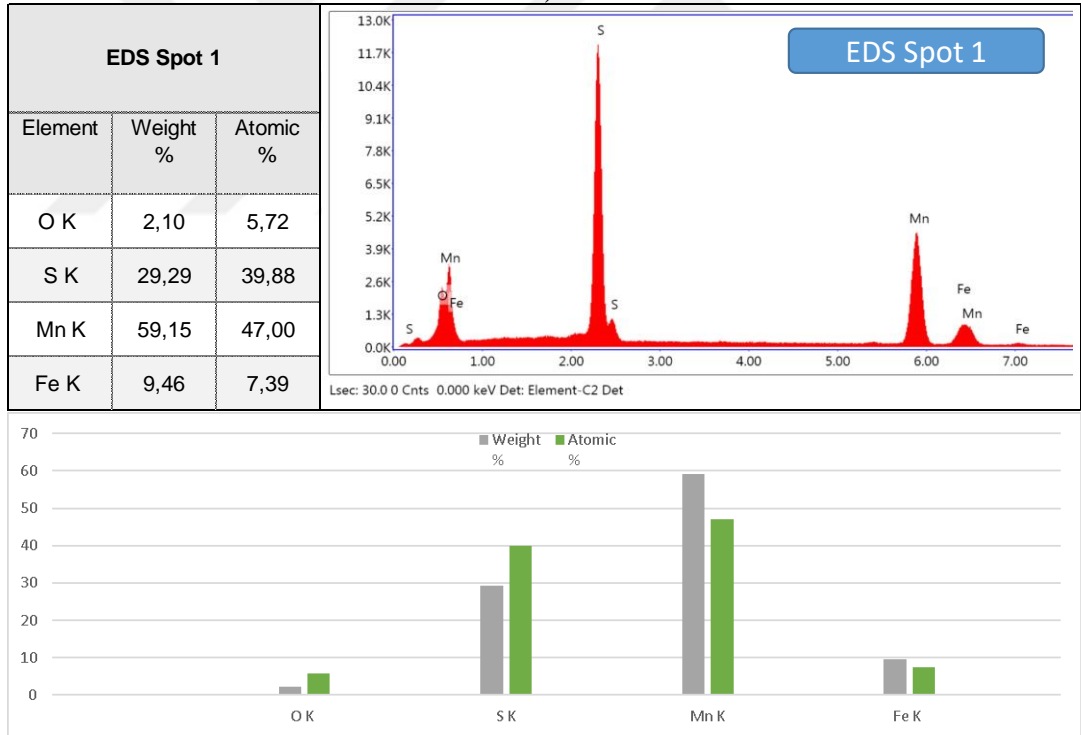 EDS Spot 1
Element Weight % Atomic %
O K 2,10 5,72
S K 29,29 39,88
Mn K 59,15 47,00
Fe K 9,46 7,39
EDS Spot 1
13.0K
11.7K
10.4K
9.1K
7.8K
6.5K
5.2K
3.9K
2.6K
1.3K
0.0K
S
Mn
O
Fe
S
S
Mn
Fe
Mn
Fe
0.00 1.00 2.00 3.00 4.00 5.00 6.00 7.00
Lsec: 30.0 0 Cnts 0.000 keV Det: Element-C2 Det
Weight % Atomic %
70
60
50
40
30
20
10
0
O K S K Mn K Fe K